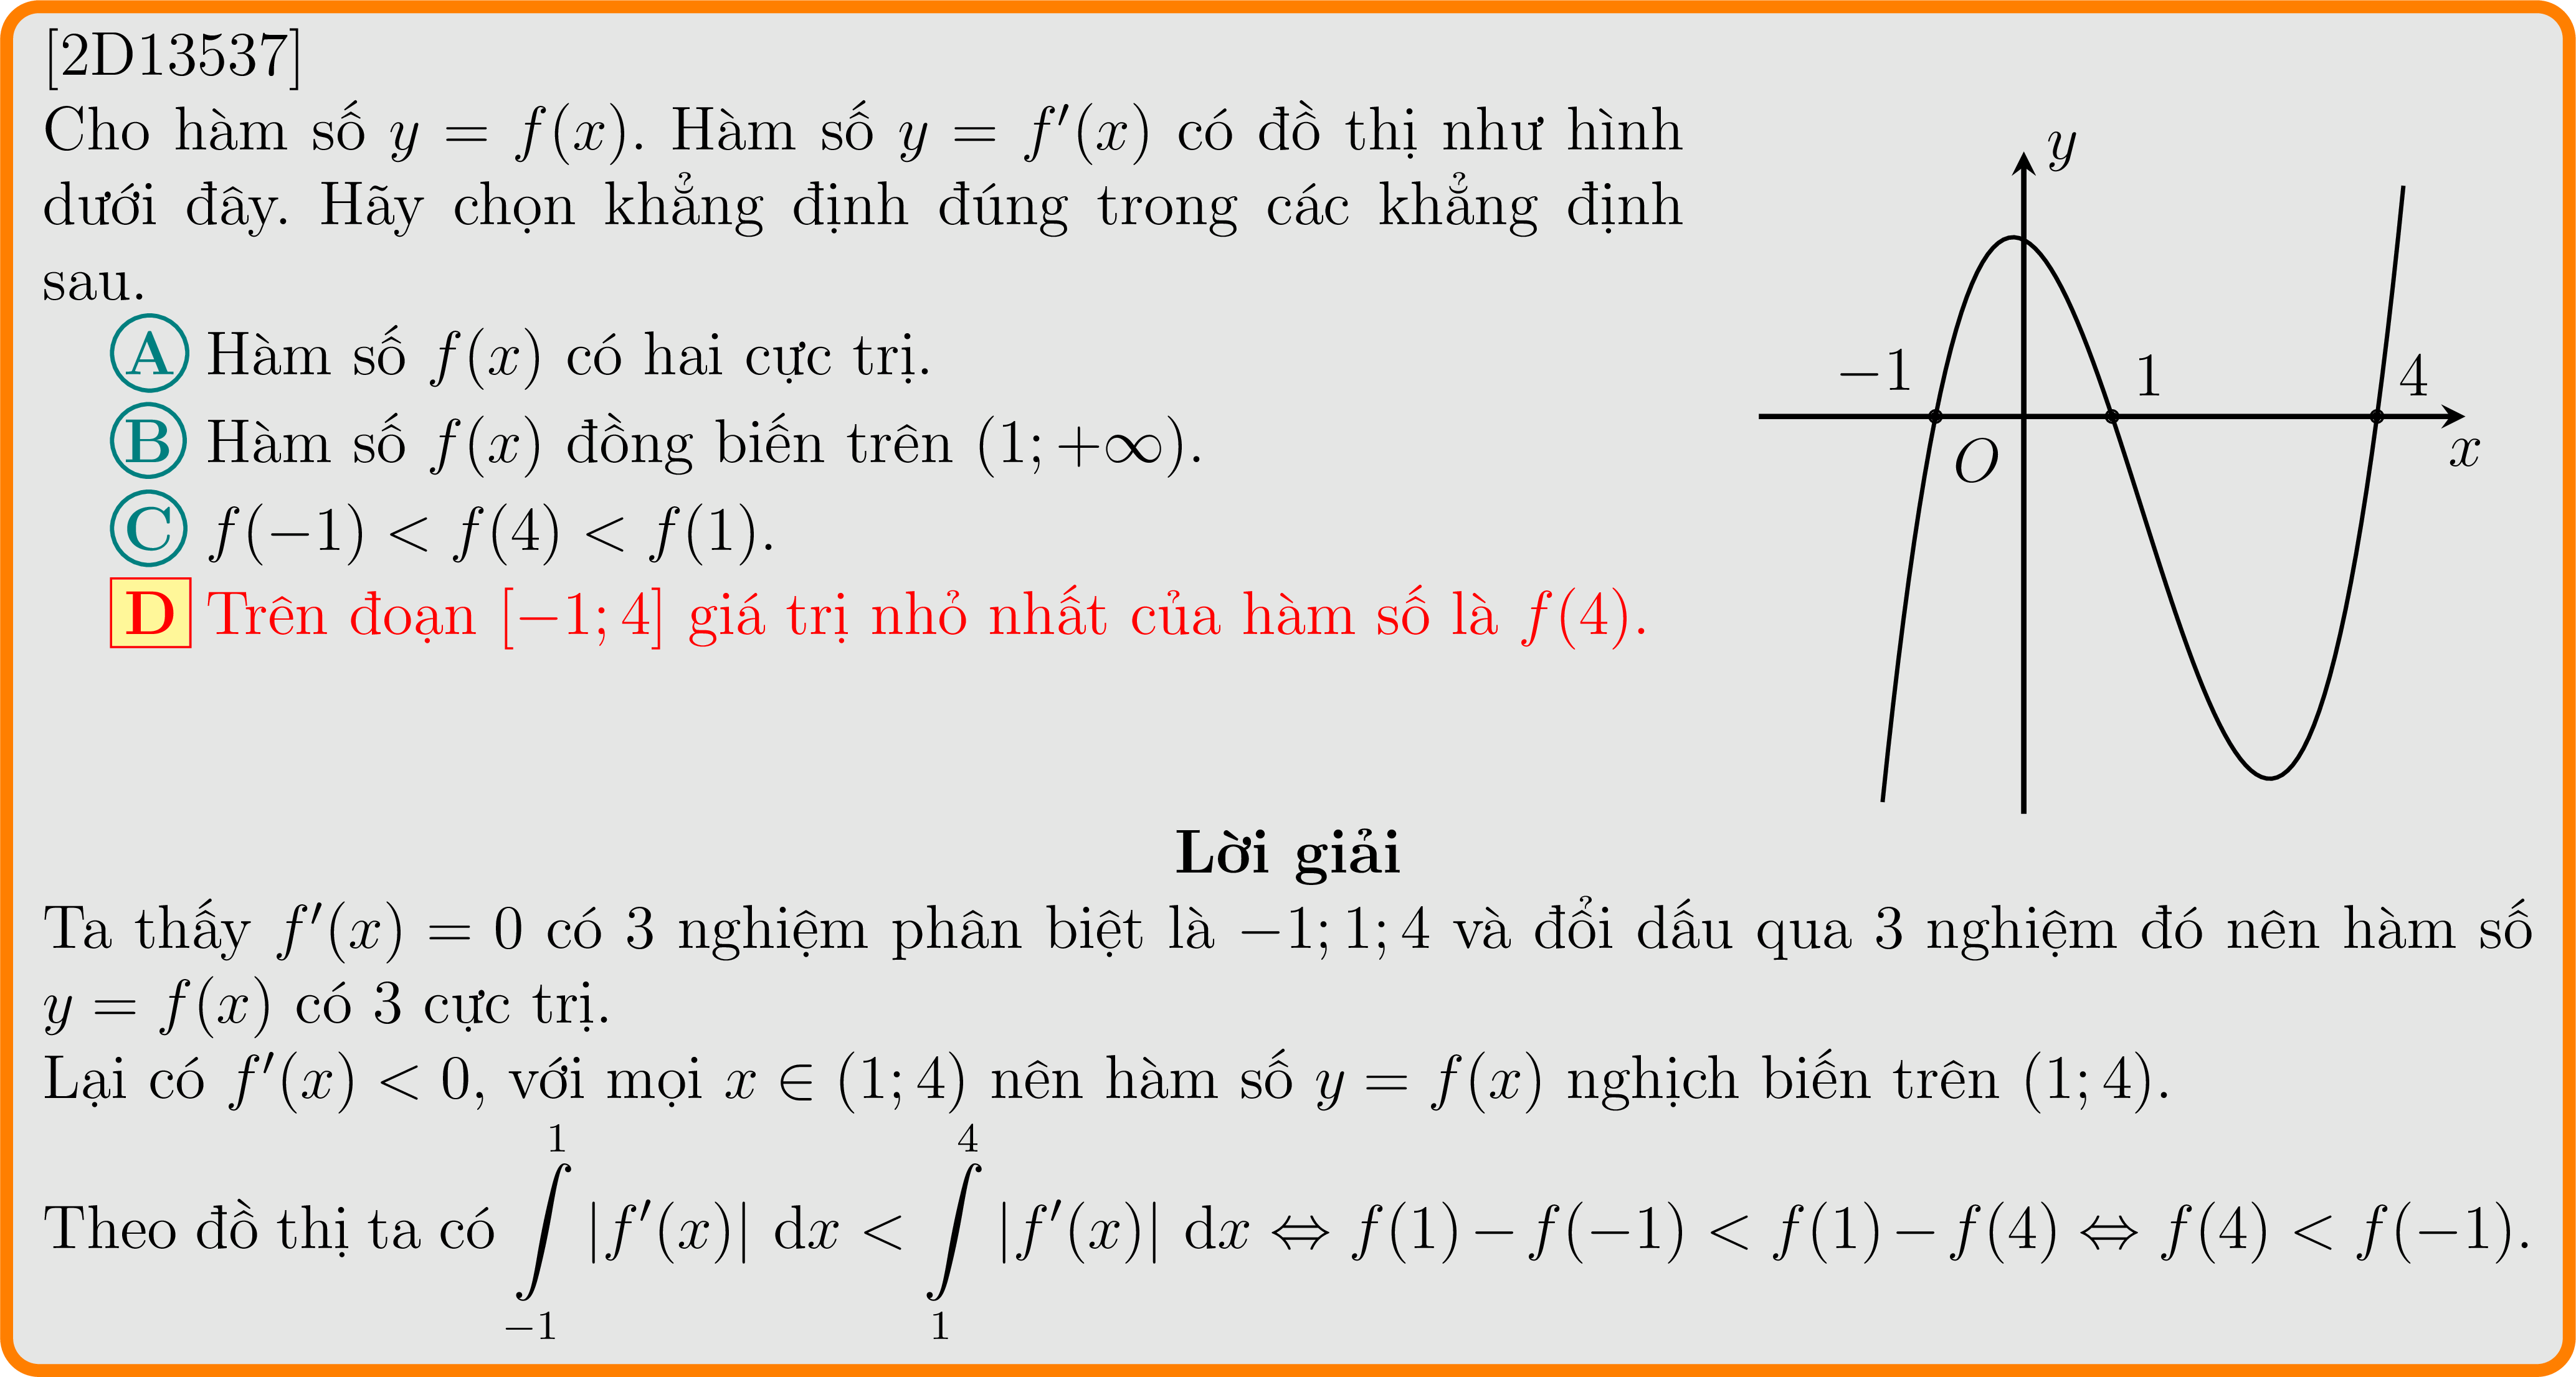 [2D13537]
Cho hàm số y = f(x). Hàm số y = f′(x) có đồ thị như hình
dưới đây. Hãy chọn khẳng định đúng trong các khẳng định
sau.
A Hàm số f(x) có hai cực trị.
B Hàm số f(x) đồng biến trên (1; +∞).
C f(−1) < f(4) < f(1).
D Trên đoạn [−1; 4] giá trị nhỏ nhất của hàm số là f(4).
y
−1
1
4
O
x
Lời giải
Ta thấy f′(x) = 0 có 3 nghiệm phân biệt là −1; 1; 4 và đổi dấu qua 3 nghiệm đó nên hàm số
y = f(x) có 3 cực trị.
Lại có f′(x) < 0, với mọi x ∈ (1; 4) nên hàm số y = f(x) nghịch biến trên (1; 4).
Theo đồ thị ta có ∫_{−1}^{1} |f′(x)| dx < ∫_{1}^{4} |f′(x)| dx ⇔ f(1) − f(−1) < f(1) − f(4) ⇔ f(4) < f(−1).